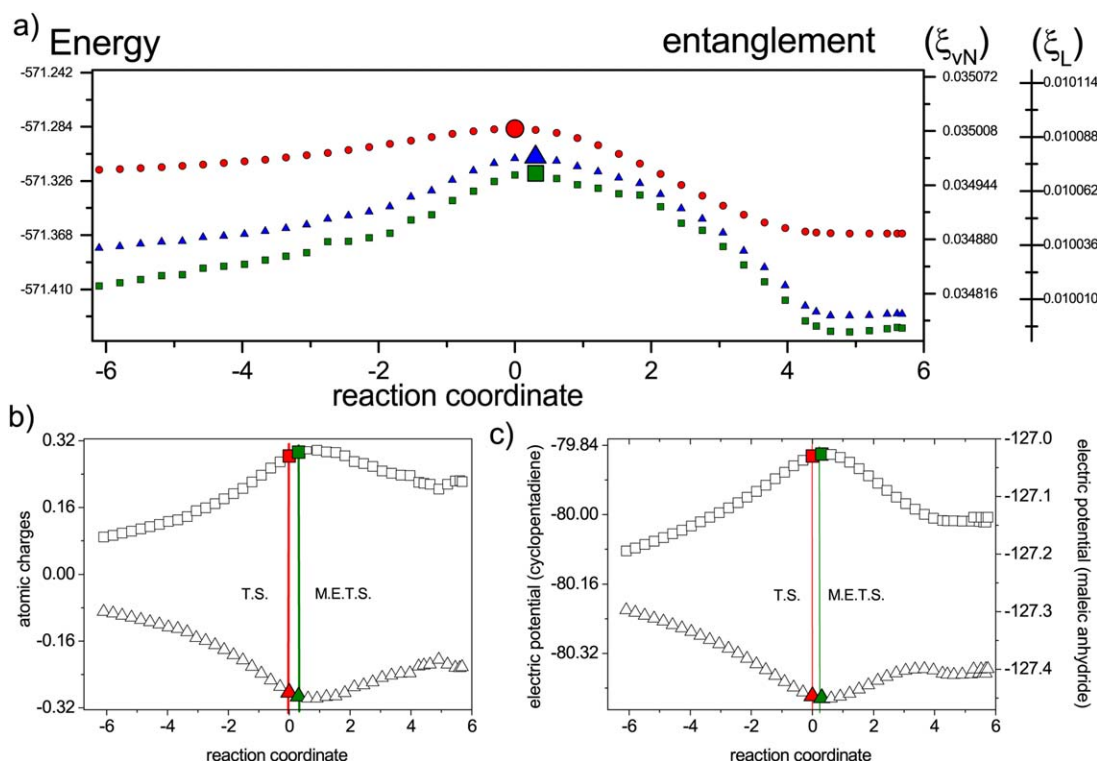 a) Energy entanglement (ξvN) (ξL)
-571.242 0.035072 0.010114
-571.284 0.035008 0.010088
-571.326 0.034944 0.010062
-571.368 0.034880 0.010036
-571.410 0.034816 0.010010
-6 -4 -2 0 2 4 6
reaction coordinate
b)
atomic charges
0.32
0.16
0.00
-0.16
-0.32
T.S. M.E.T.S.
-6 -4 -2 0 2 4 6
reaction coordinate
c)
electric potential (cyclopentadiene)
-79.84
-80.00
-80.16
-80.32
T.S. M.E.T.S.
-127.0
-127.1
-127.2
-127.3
-127.4
electric potential (maleic anhydride)
-6 -4 -2 0 2 4 6
reaction coordinate